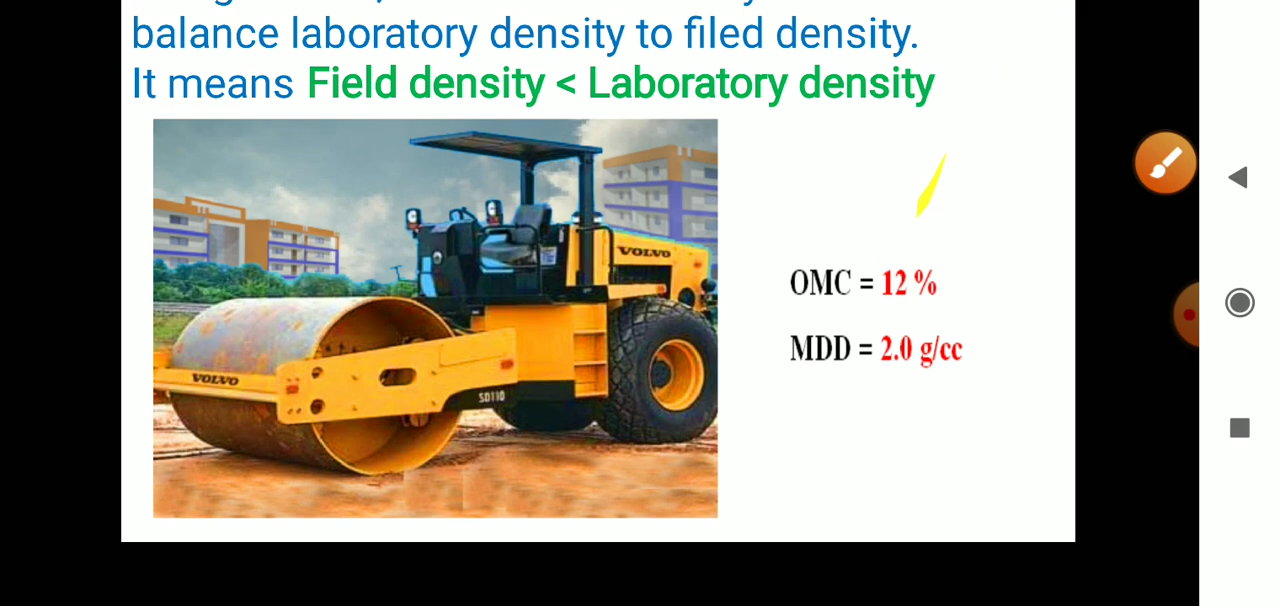 balance laboratory density to filed density.
It means Field density < Laboratory density
VOLVO
OMC = 12 %
MDD = 2.0 g/cc
VOLVO
SD110